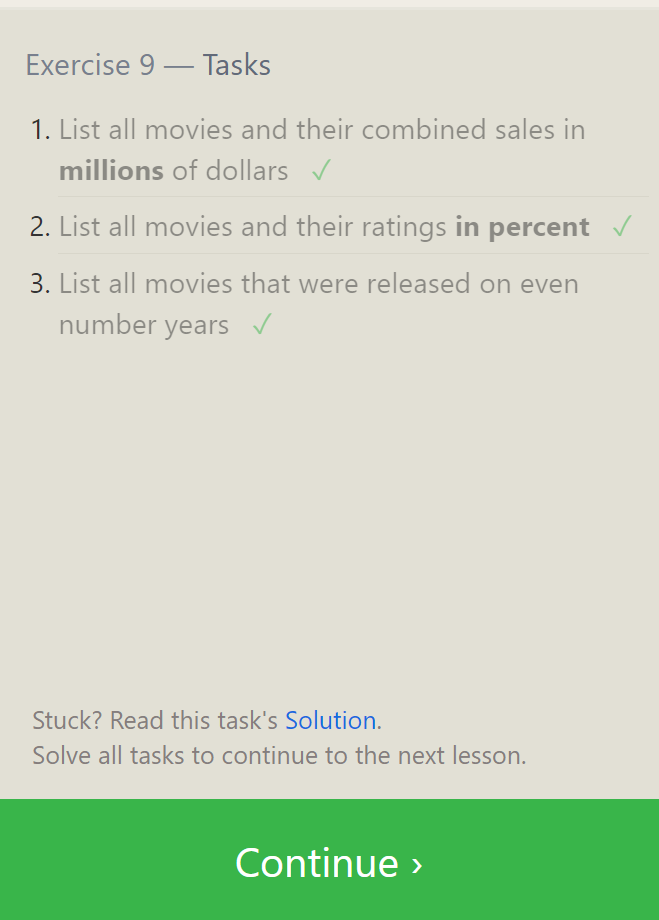 Exercise 9 — Tasks
1. List all movies and their combined sales in
millions of dollars ✓
2. List all movies and their ratings in percent ✓
3. List all movies that were released on even
number years ✓
Stuck? Read this task's Solution.
Solve all tasks to continue to the next lesson.
Continue ›